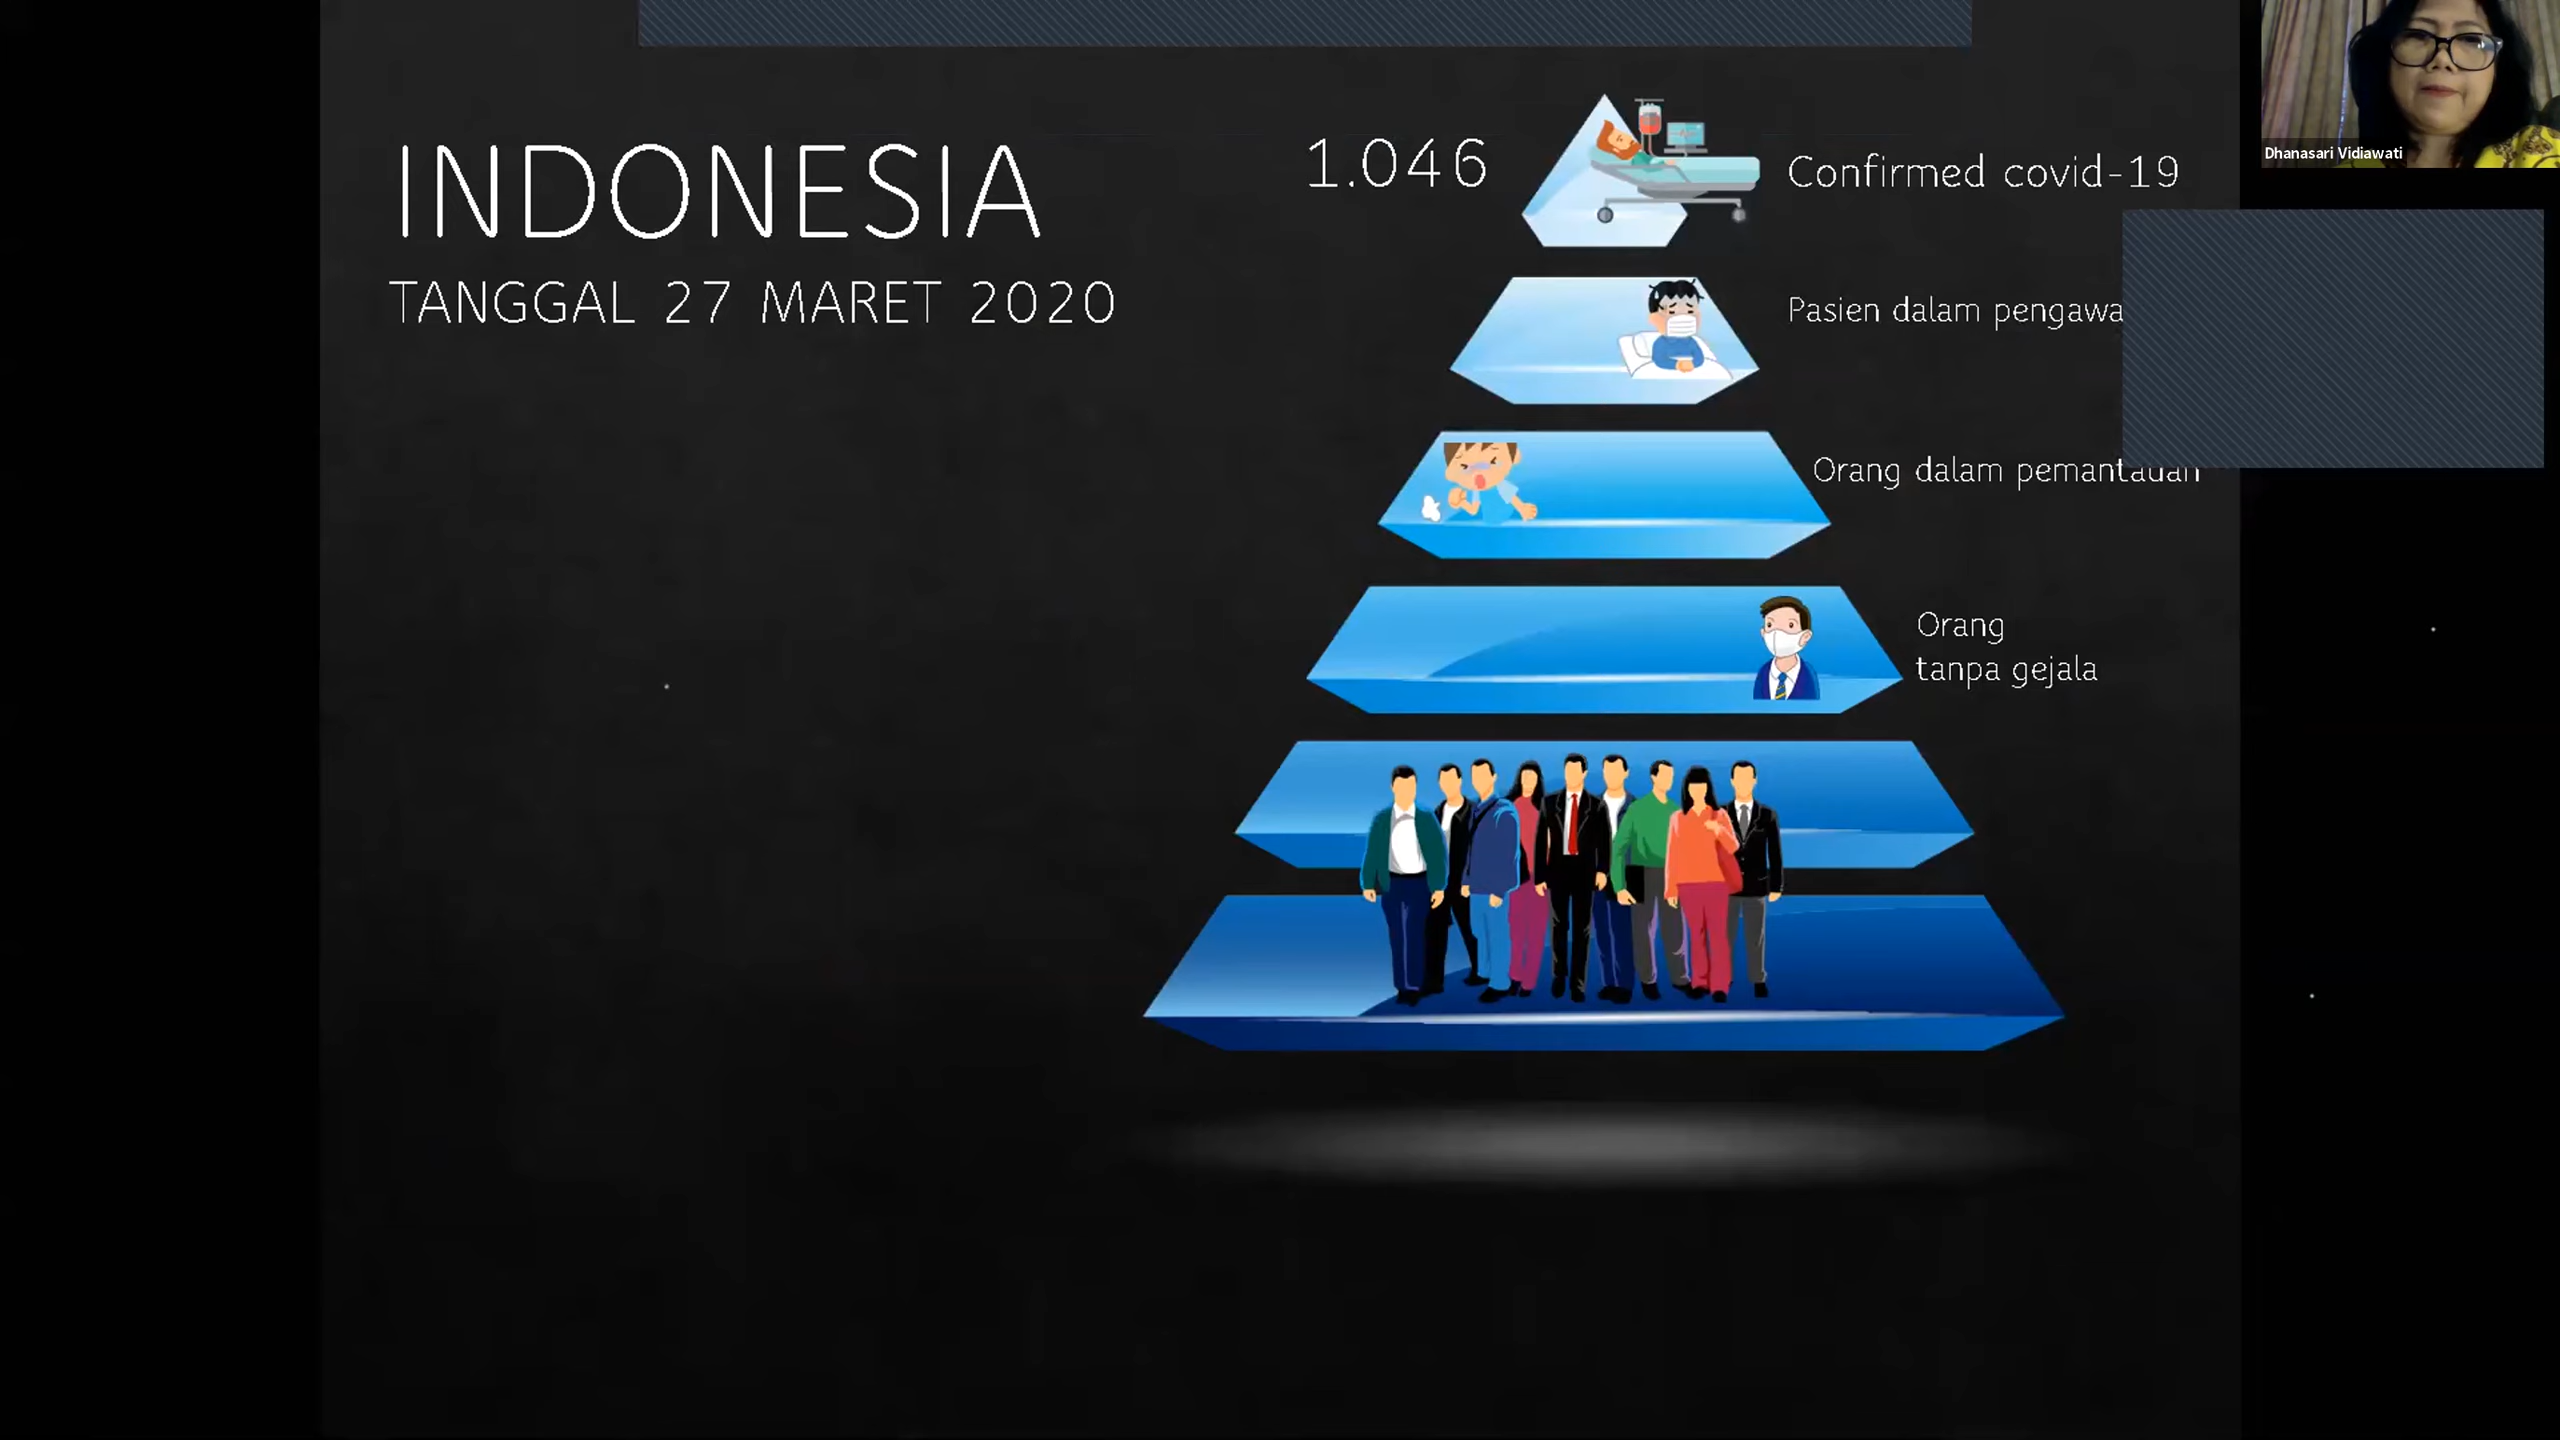 INDONESIA
TANGGAL 27 MARET 2020
1.046
Confirmed covid-19
Pasien dalam
Orang dalam pemantauan
Orang
tanpa gejala
Dhanasari Vidiawati